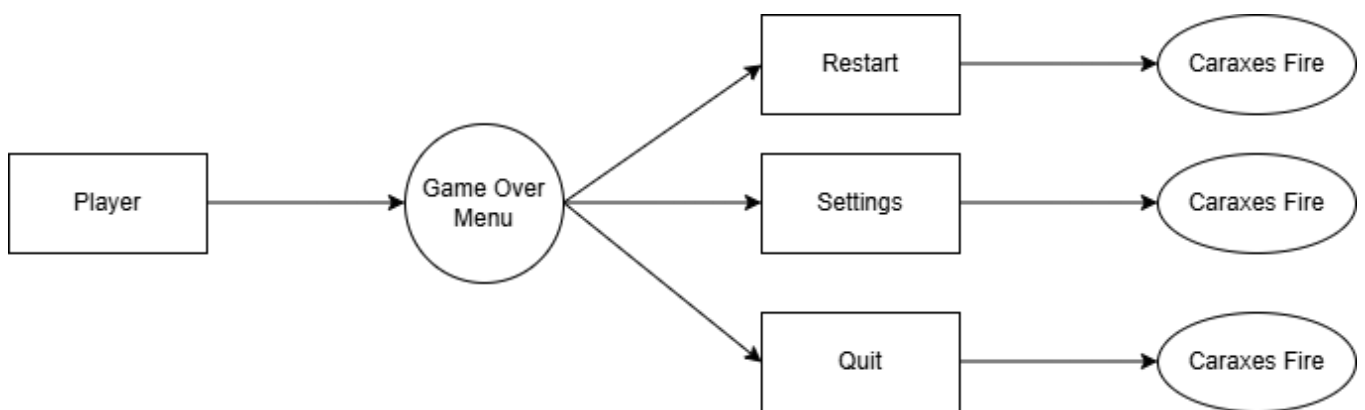 Restart
Caraxes Fire
Player
Game Over
Menu
Settings
Caraxes Fire
Quit
Caraxes Fire